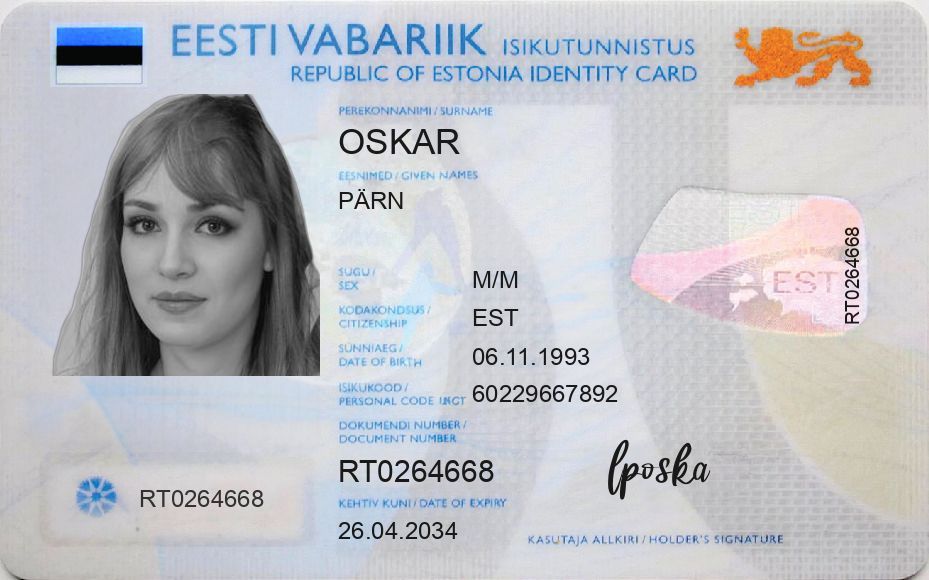 EESTI VABARIIK ISIKUTUNNISTUS
REPUBLIC OF ESTONIA IDENTITY CARD
PEREKONNANIMI / SURNAME
OSKAR
EESNIMED / GIVEN NAMES
PÄRN
SUGU /
SEX
M/M
KODAKONDSUS /
CITIZENSHIP
EST
SÜNNIAEG /
DATE OF BIRTH
06.11.1993
ISIKUKOOD /
PERSONAL CODE
60229667892
DOKUMENDI NUMBER /
DOCUMENT NUMBER
RT0264668
KEHTIV KUNI / DATE OF EXPIRY
26.04.2034
RT0264668
EST
RT0264668
lposka
KASUTAJA ALLKIRI / HOLDER'S SIGNATURE